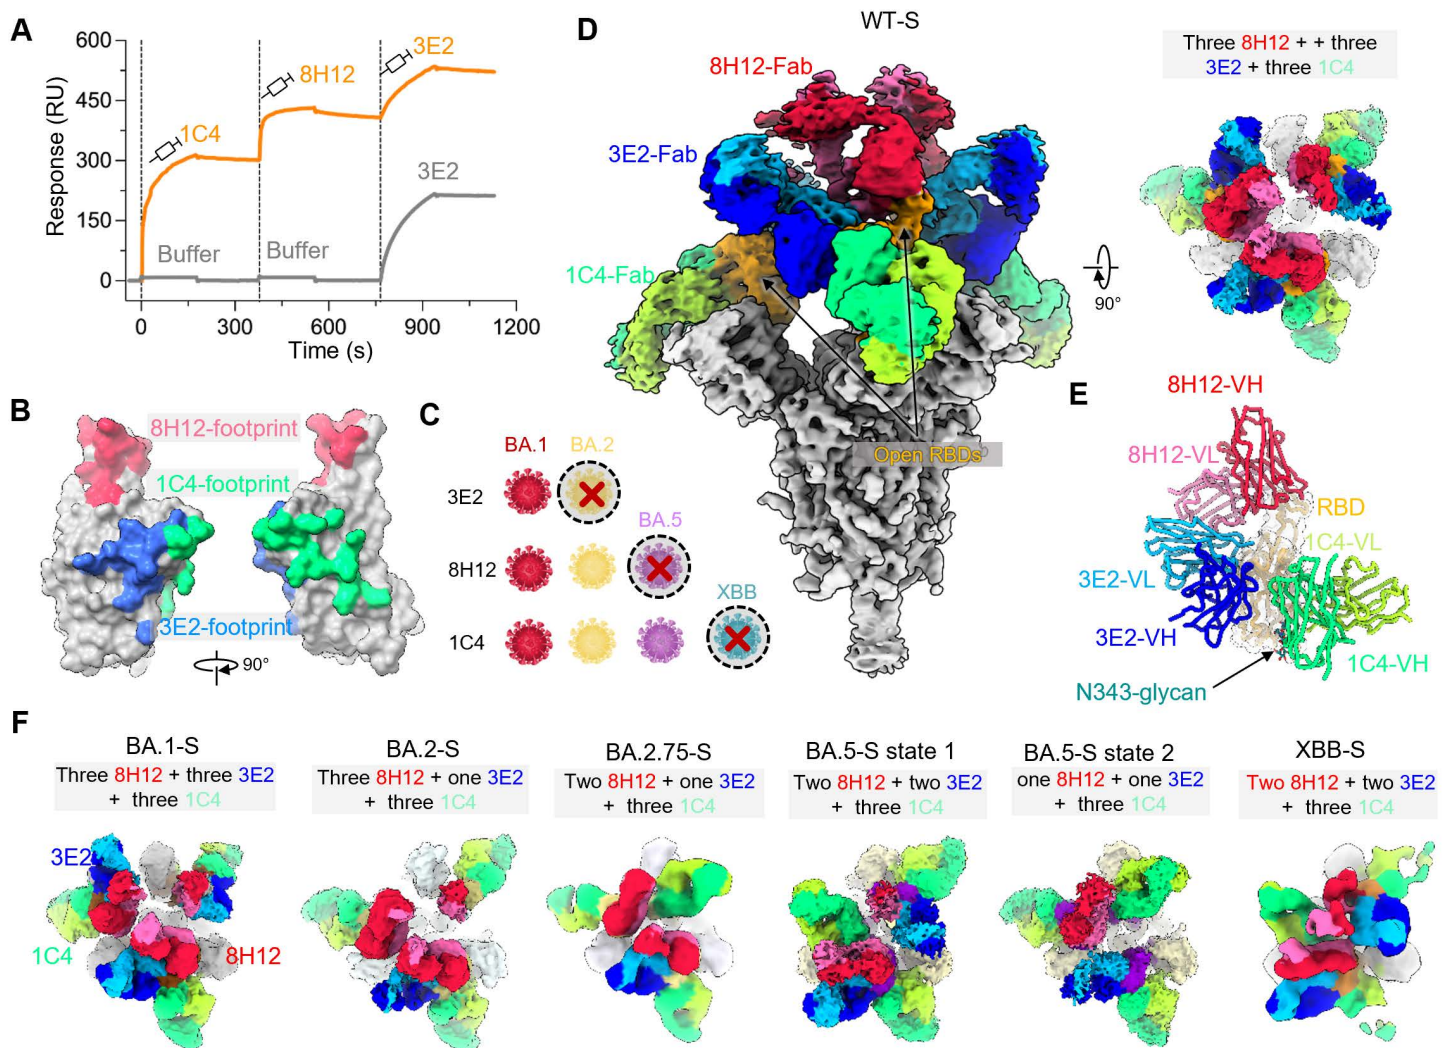 A
600
450
300
150
0
Response (RU)
1C4
8H12
3E2
3E2
Buffer
Buffer
0
300
600
900
1200
Time (s)
B
8H12-footprint
1C4-footprint
3E2-footprint
90°
C
BA.1
BA.2
3E2
BA.5
8H12
XBB
1C4
D
WT-S
8H12-Fab
3E2-Fab
1C4-Fab
Open RBDs
90°
Three 8H12 + + three
3E2 + three 1C4
E
8H12-VH
8H12-VL
RBD
1C4-VL
3E2-VL
3E2-VH
1C4-VH
N343-glycan
F
BA.1-S
Three 8H12 + three 3E2
+ three 1C4
3E2
1C4
8H12
BA.2-S
Three 8H12 + one 3E2
+ three 1C4
BA.2.75-S
Two 8H12 + one 3E2
+ three 1C4
BA.5-S state 1
Two 8H12 + two 3E2
+ three 1C4
BA.5-S state 2
one 8H12 + one 3E2
+ three 1C4
XBB-S
Two 8H12 + two 3E2
+ three 1C4